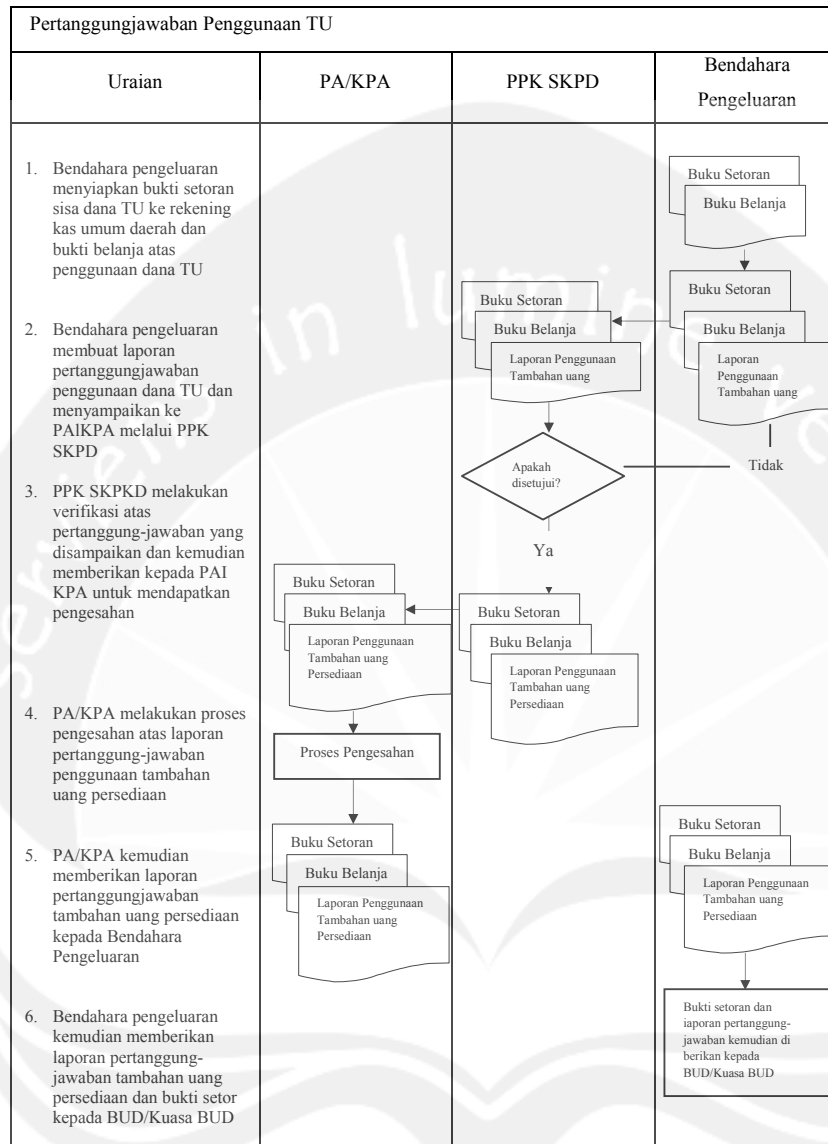 Pertanggungjawaban Penggunaan TU
Uraian
PA/KPA
PPK SKPD
Bendahara
Pengeluaran
1. Bendahara pengeluaran
menyiapkan bukti setoran
sisa dana TU ke rekening
kas umum daerah dan
bukti belanja atas
penggunaan dana TU
2. Bendahara pengeluaran
membuat laporan
pertanggungjawaban
penggunaan dana TU dan
menyampaikan ke
PAlKPA melalui PPK
SKPD
3. PPK SKPKD melakukan
verifikasi atas
pertanggung-jawaban yang
disampaikan dan kemudian
memberikan kepada PAI
KPA untuk mendapatkan
pengesahan
4. PA/KPA melakukan proses
pengesahan atas laporan
pertanggung-jawaban
penggunaan tambahan
uang persediaan
5. PA/KPA kemudian
memberikan laporan
pertanggungjawaban
tambahan uang persediaan
kepada Bendahara
Pengeluaran
6. Bendahara pengeluaran
kemudian memberikan
laporan pertanggung-
jawaban tambahan uang
persediaan dan bukti setor
kepada BUD/Kuasa BUD
Buku Setoran
Buku Belanja
Laporan Penggunaan
Tambahan uang
Persediaan
Proses Pengesahan
Buku Setoran
Buku Belanja
Laporan Penggunaan
Tambahan uang
Persediaan
Buku Setoran
Buku Belanja
Laporan Penggunaan
Tambahan uang
Apakah
disetujui?
Ya
Buku Setoran
Buku Belanja
Laporan Penggunaan
Tambahan uang
Persediaan
Buku Setoran
Buku Belanja
Buku Setoran
Buku Belanja
Laporan
Penggunaan
Tambahan uang
Tidak
Buku Setoran
Buku Belanja
Laporan Penggunaan
Tambahan uang
Persediaan
Bukti setoran dan
iaporan pertanggung-
jawaban kemudian di
berikan kepada
BUD/Kuasa BUD
serviens in lumine ve